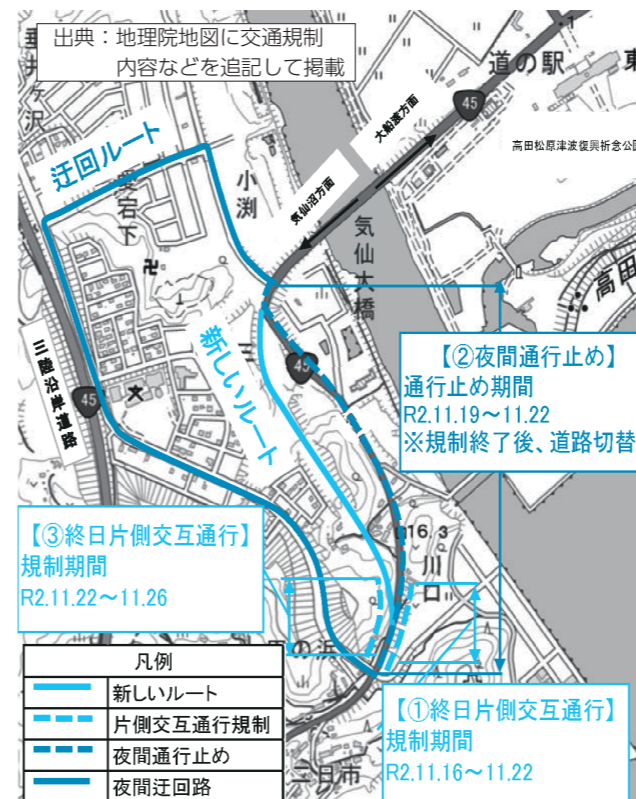 出典：地理院地図に交通規制
内容などを追記して掲載
道の駅
45
大船渡方面
気仙沼方面
高田松原津波復興祈念公園
迂回ルート
愛宕下
小渕
気仙大橋
高田
新しいルート
45
三陸沿岸道路
45
文
【②夜間通行止め】
通行止め期間
R2.11.19～11.22
※規制終了後、道路切替
16.3
川口
【③終日片側交互通行】
規制期間
R2.11.22～11.26
の浜
二日市
【①終日片側交互通行】
規制期間
R2.11.16～11.22
凡例
新しいルート
片側交互通行規制
夜間通行止め
夜間迂回路